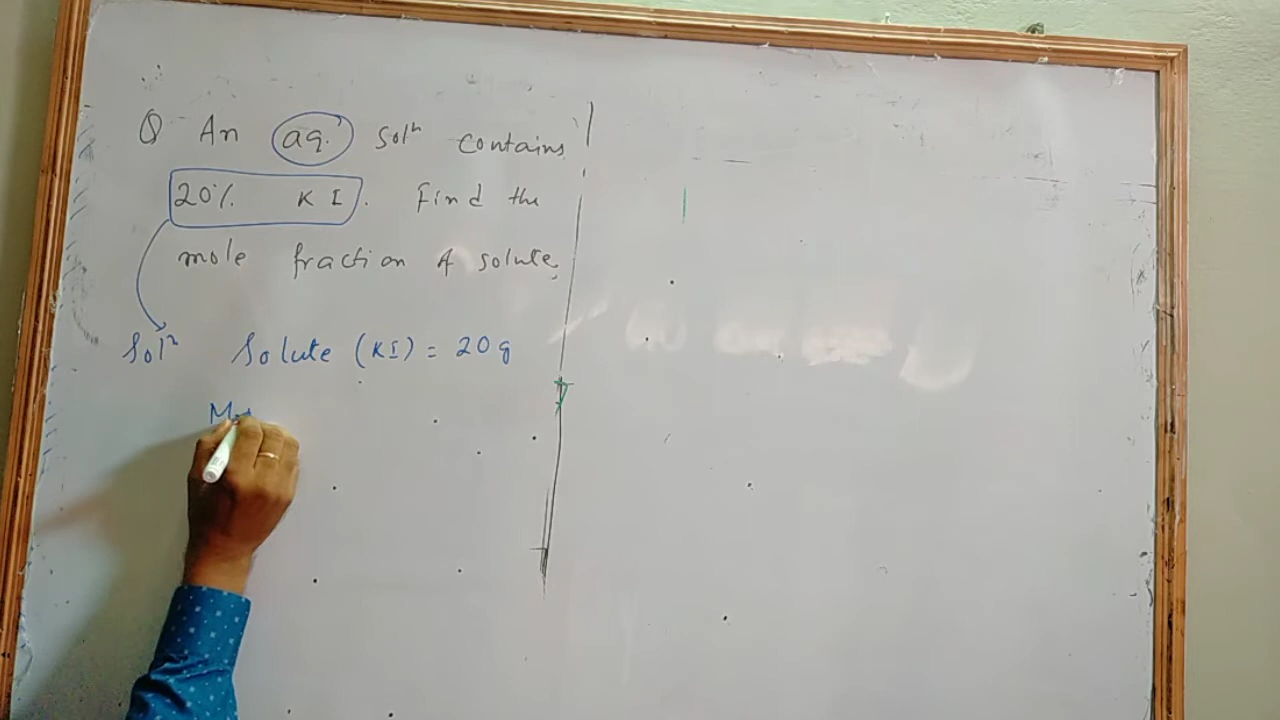 Q An aq. Solⁿ contains
20% KI. Find the
mole fraction of solute.
Solⁿ Solute (KI) = 20g